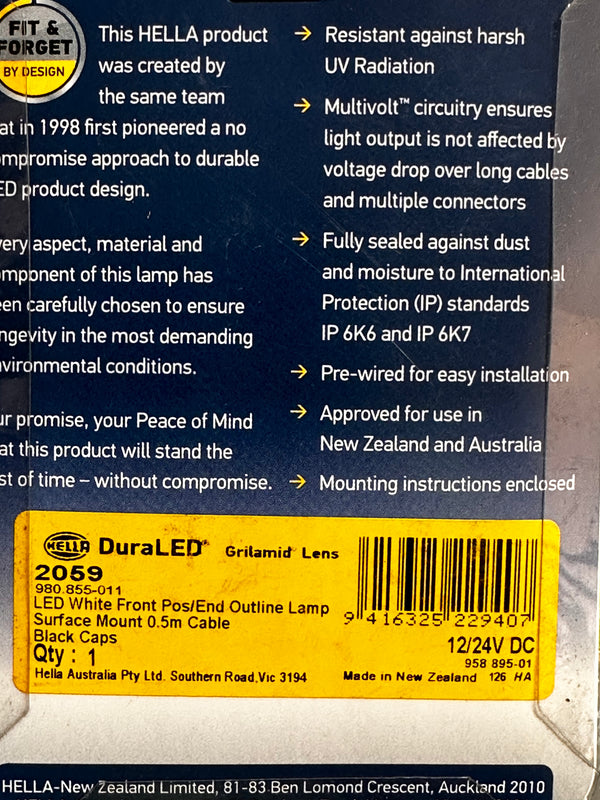 FIT &
FORGET
BY DESIGN
This HELLA product
was created by
the same team
at in 1998 first pioneered a no
mpromise approach to durable
ED product design.
very aspect, material and
mponent of this lamp has
een carefully chosen to ensure
ngevity in the most demanding
vironmental conditions.
ur promise, your Peace of Mind
at this product will stand the
st of time – without compromise.
→ Resistant against harsh
UV Radiation
→ Multivolt™ circuitry ensures
light output is not affected by
voltage drop over long cables
and multiple connectors
→ Fully sealed against dust
and moisture to International
Protection (IP) standards
IP 6K6 and IP 6K7
→ Pre-wired for easy installation
→ Approved for use in
New Zealand and Australia
→ Mounting instructions enclosed
HELLA DuraLED® Grilamid Lens
2059
980.855-011
LED White Front Pos/End Outline Lamp
Surface Mount 0.5m Cable
Black Caps
Qty : 1
Hella Australia Pty Ltd. Southern Road,Vic 3194
9 416325 229407
12/24V DC
958 895-01
Made in New Zealand 126 HA
HELLA-New Zealand Limited, 81-83 Ben Lomond Crescent, Auckland 2010